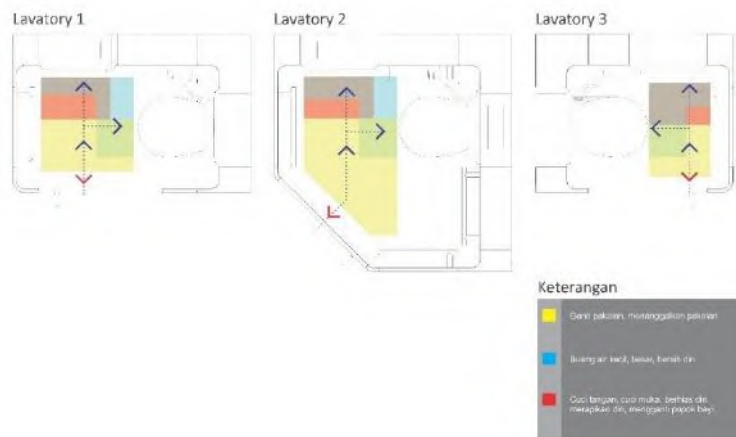 Lavatory 1
Lavatory 2
Lavatory 3
Keterangan
Ganti pakaian, menanggalkan pakaian
Buang air kecil, besar, bersih diri
Cuci tangan, cuci muka, berhias diri
merapikan diri, mengganti popok bayi